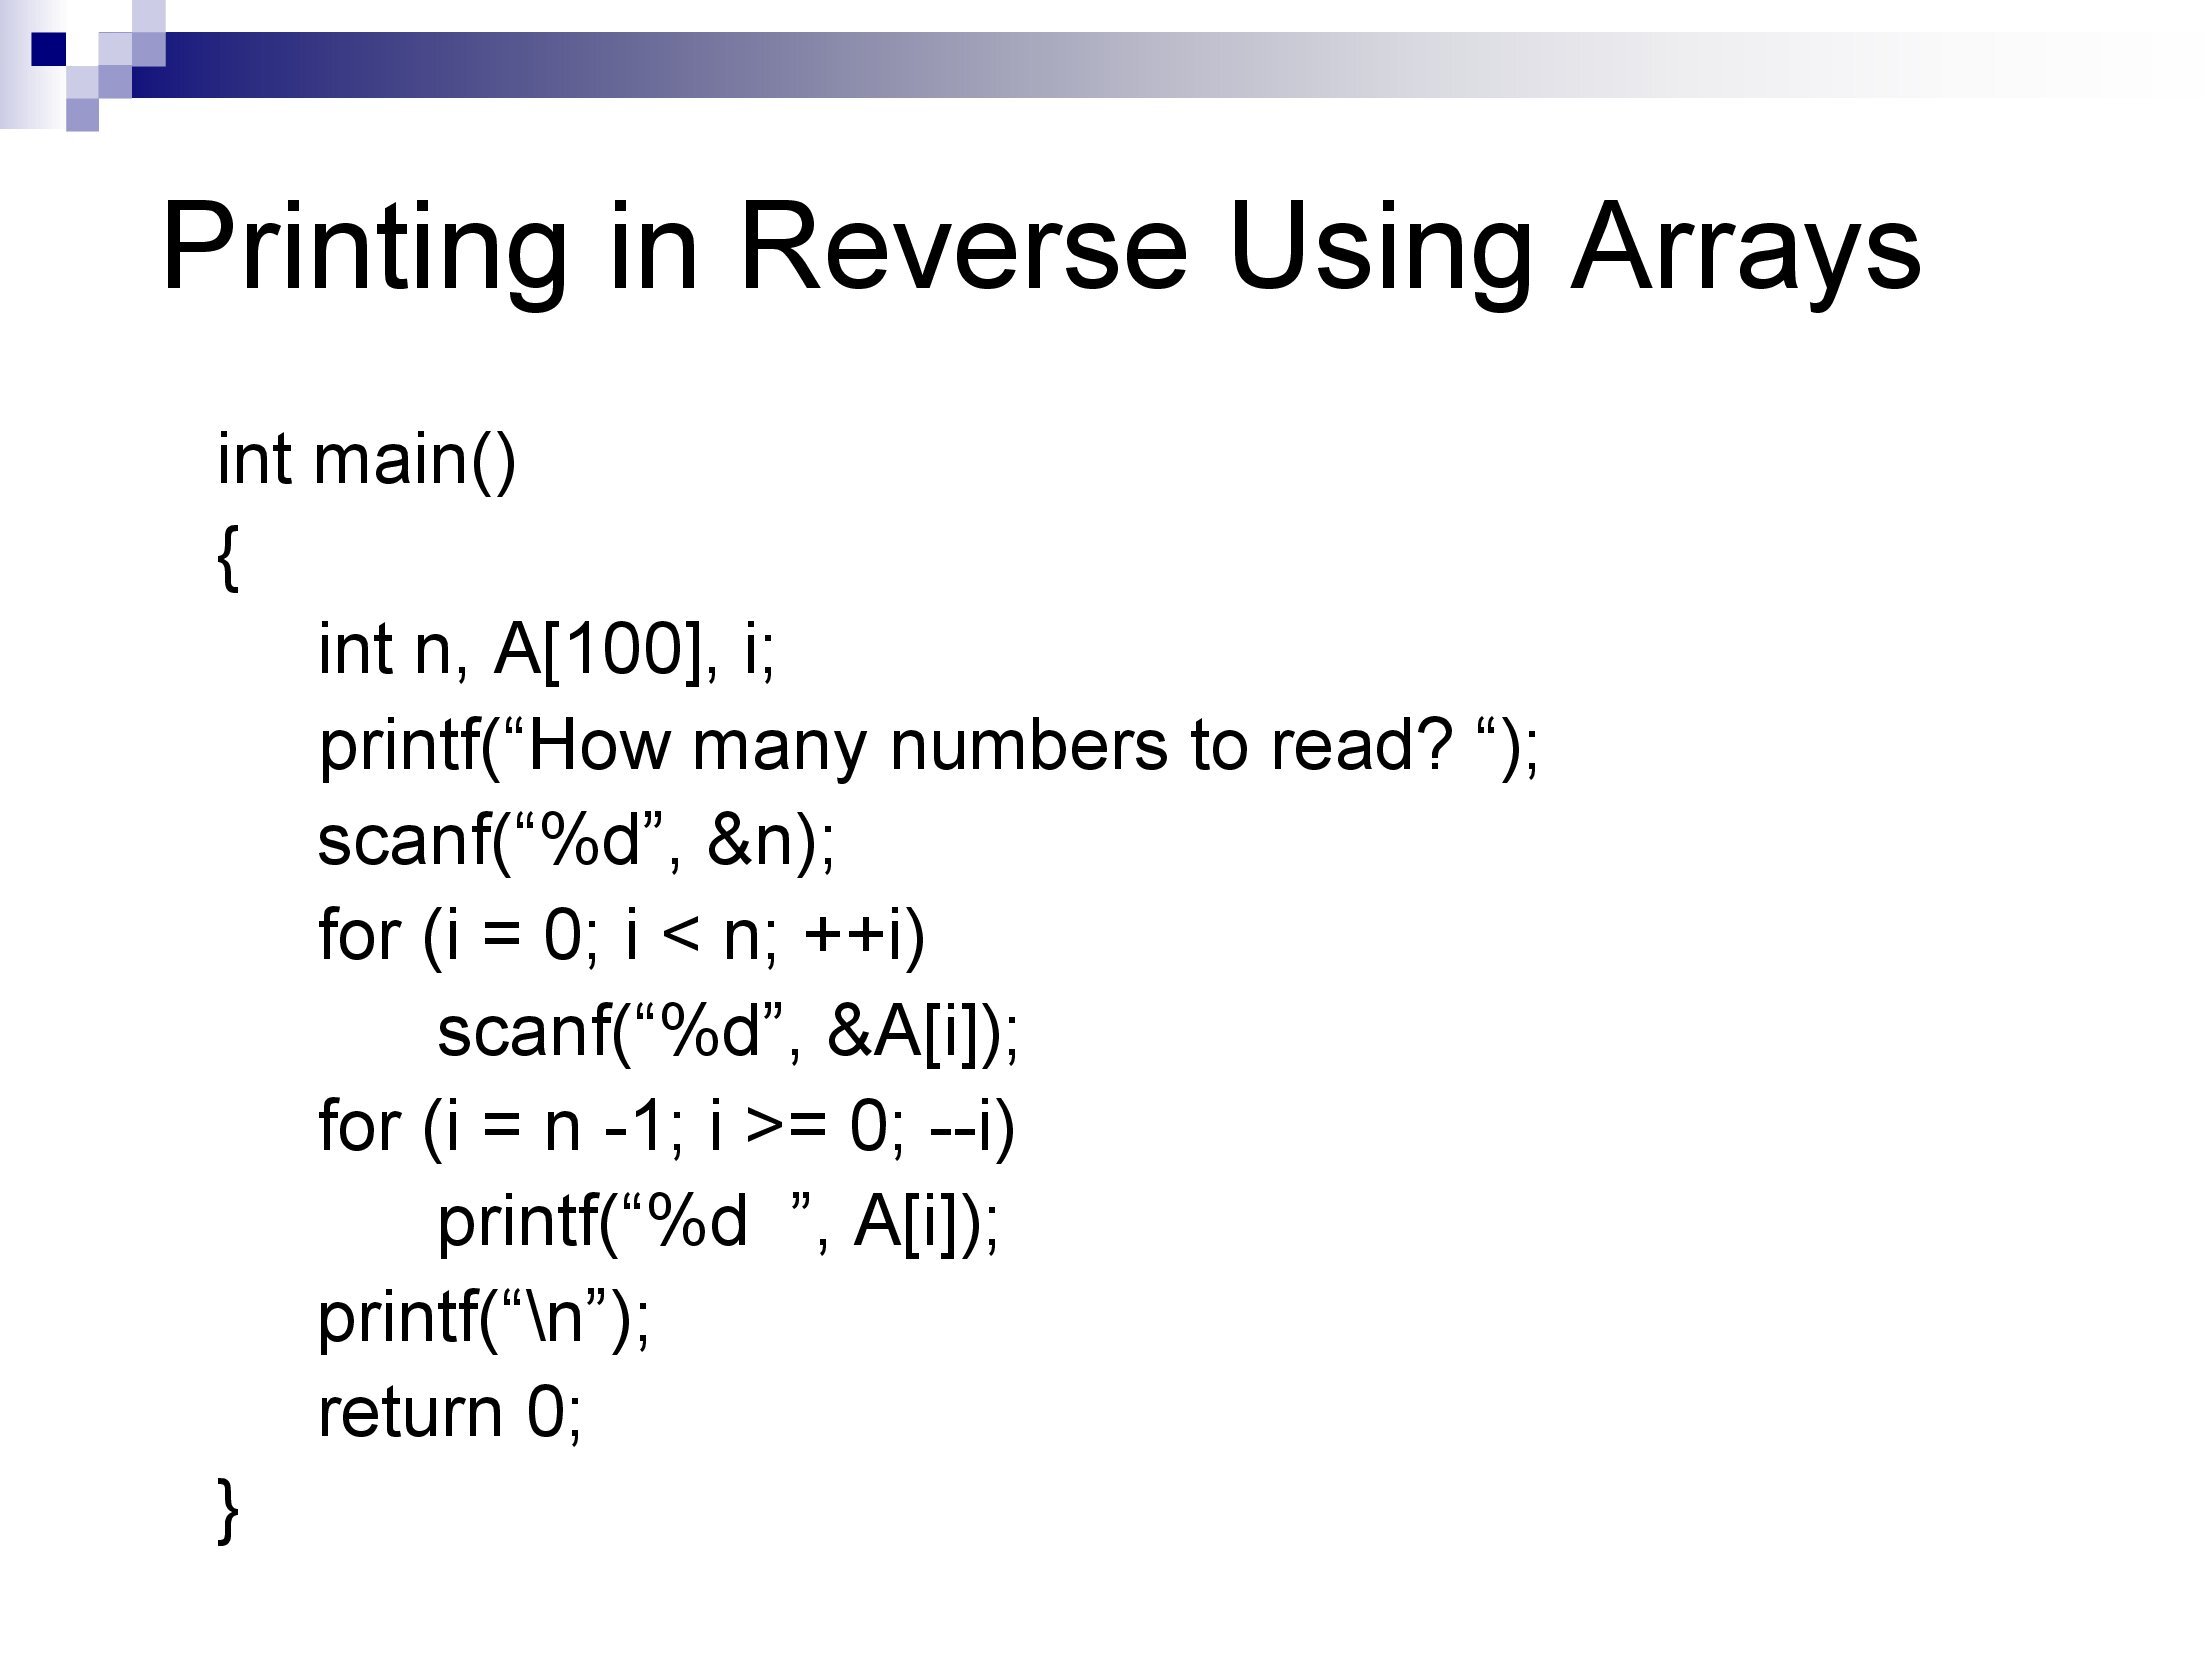 Printing in Reverse Using Arrays
int main()
{
int n, A[100], i;
printf(“How many numbers to read? “);
scanf(“%d”, &n);
for (i = 0; i < n; ++i)
scanf(“%d”, &A[i]);
for (i = n -1; i >= 0; --i)
printf(“%d  ”, A[i]);
printf(“\n”);
return 0;
}